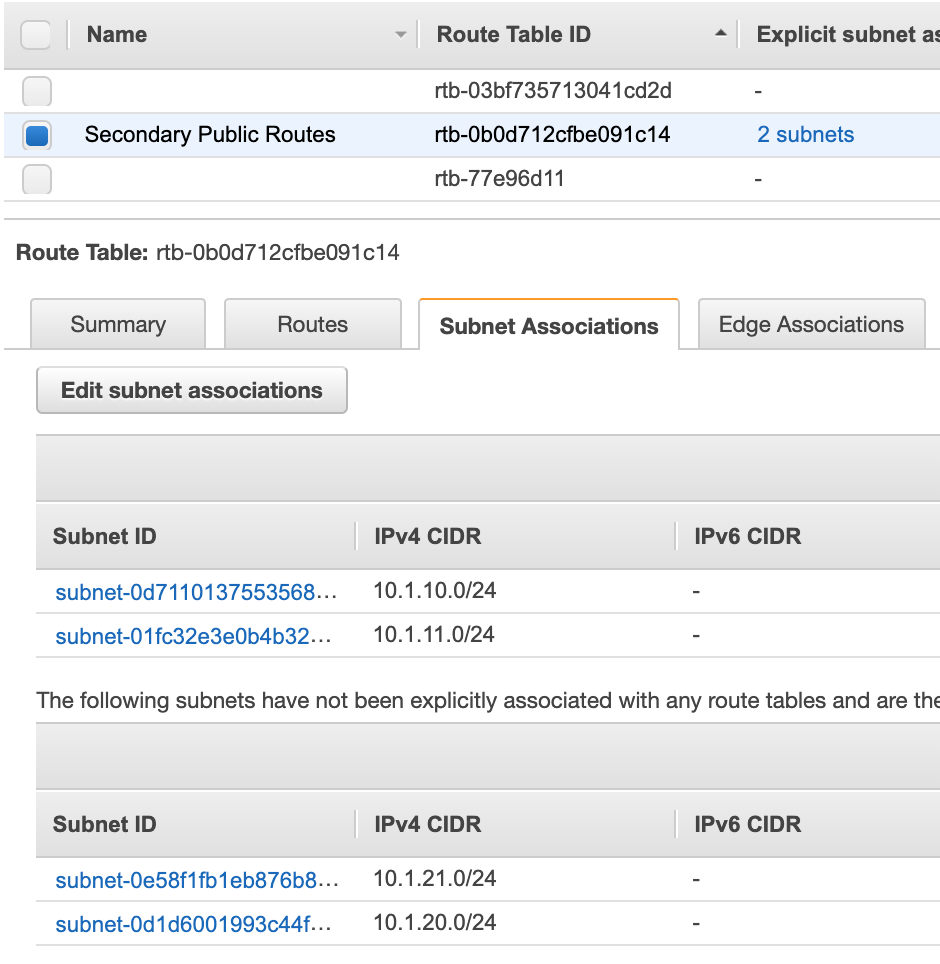 Name Route Table ID Explicit subnet as
rtb-03bf735713041cd2d -
Secondary Public Routes rtb-0b0d712cfbe091c14 2 subnets
rtb-77e96d11 -
Route Table: rtb-0b0d712cfbe091c14
Summary Routes Subnet Associations Edge Associations
Edit subnet associations
Subnet ID IPv4 CIDR IPv6 CIDR
subnet-0d7110137553568... 10.1.10.0/24 -
subnet-01fc32e3e0b4b32... 10.1.11.0/24 -
The following subnets have not been explicitly associated with any route tables and are the
Subnet ID IPv4 CIDR IPv6 CIDR
subnet-0e58f1fb1eb876b8... 10.1.21.0/24 -
subnet-0d1d6001993c44f... 10.1.20.0/24 -